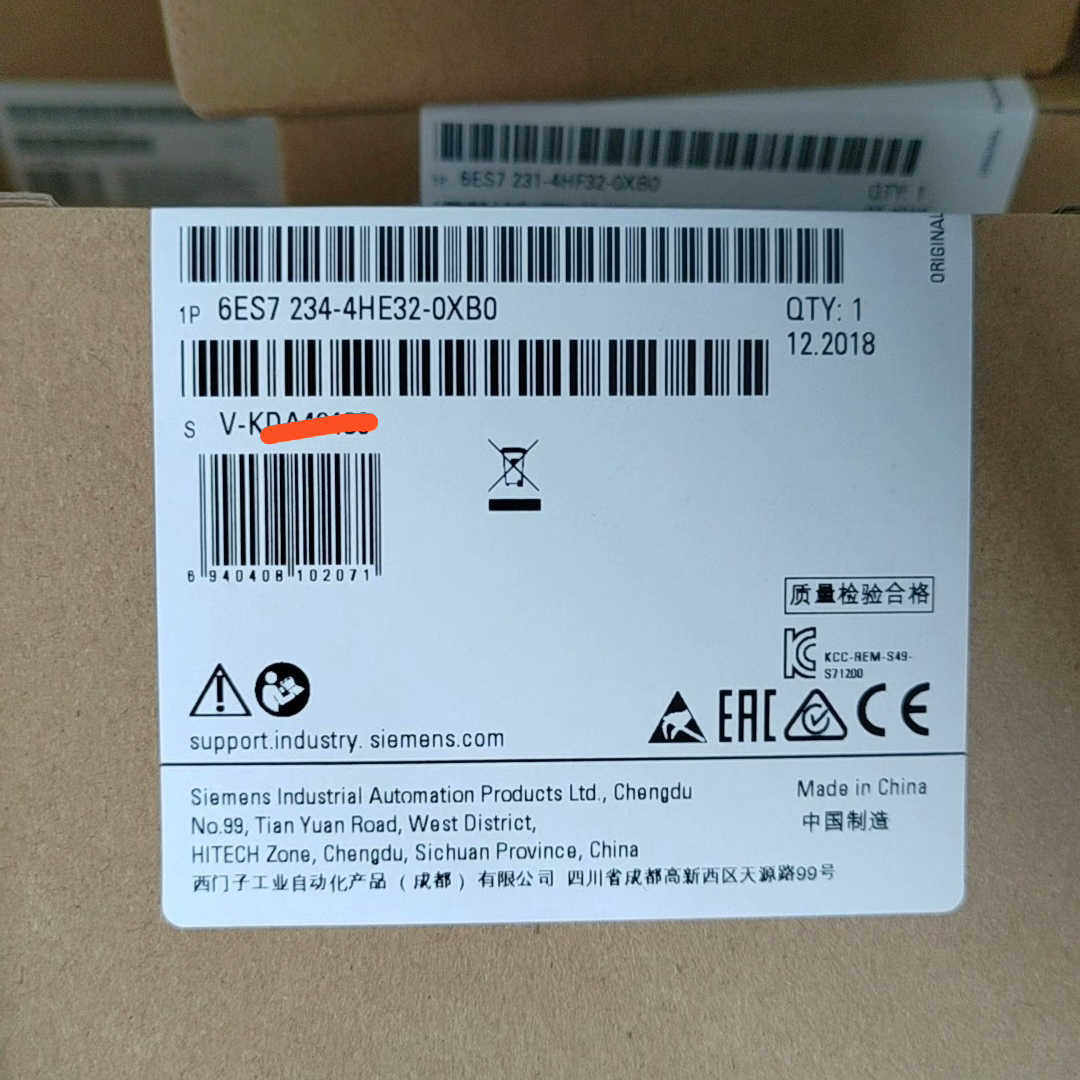 1P 6ES7 231-4HF32-0XB0
QTY: 1
ORIGINAL
1P 6ES7 234-4HE32-0XB0
QTY: 1
12.2018
S V-K
6 940408 102071
质量检验合格
KCC-REM-S49-
S71200
EAC
CE
support.industry. siemens.com
Siemens Industrial Automation Products Ltd., Chengdu
No.99, Tian Yuan Road, West District,
HITECH Zone, Chengdu, Sichuan Province, China
西门子工业自动化产品（成都）有限公司 四川省成都高新西区天源路99号
Made in China
中国制造